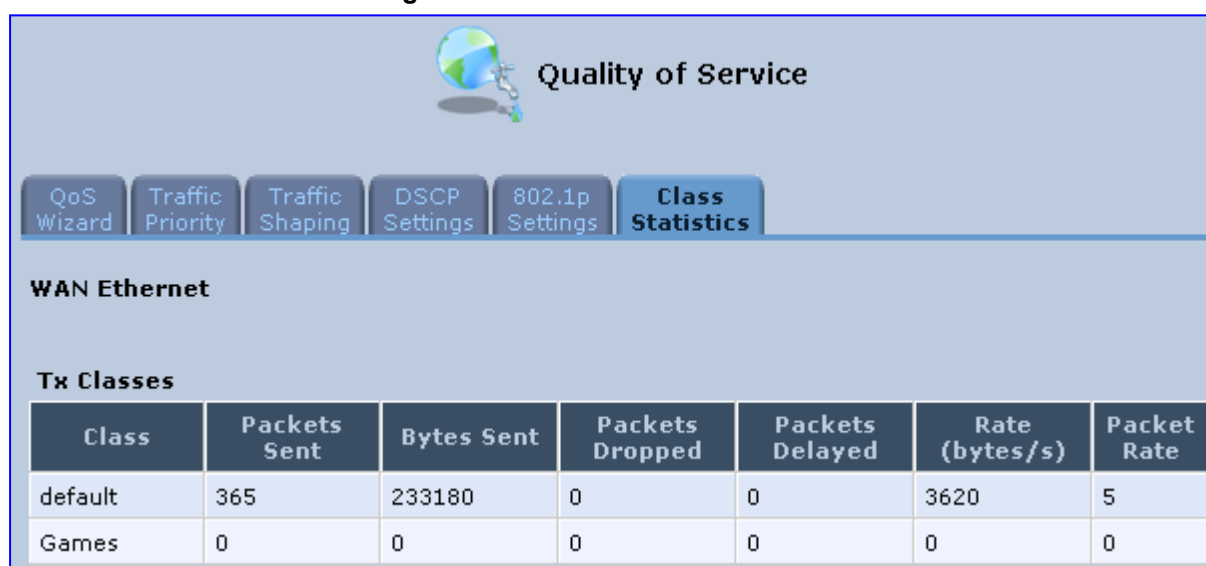 Quality of Service
QoS Wizard Traffic Priority Traffic Shaping DSCP Settings 802.1p Settings Class Statistics
WAN Ethernet
Tx Classes
Class Packets Sent Bytes Sent Packets Dropped Packets Delayed Rate (bytes/s) Packet Rate
default 365 233180 0 0 3620 5
Games 0 0 0 0 0 0